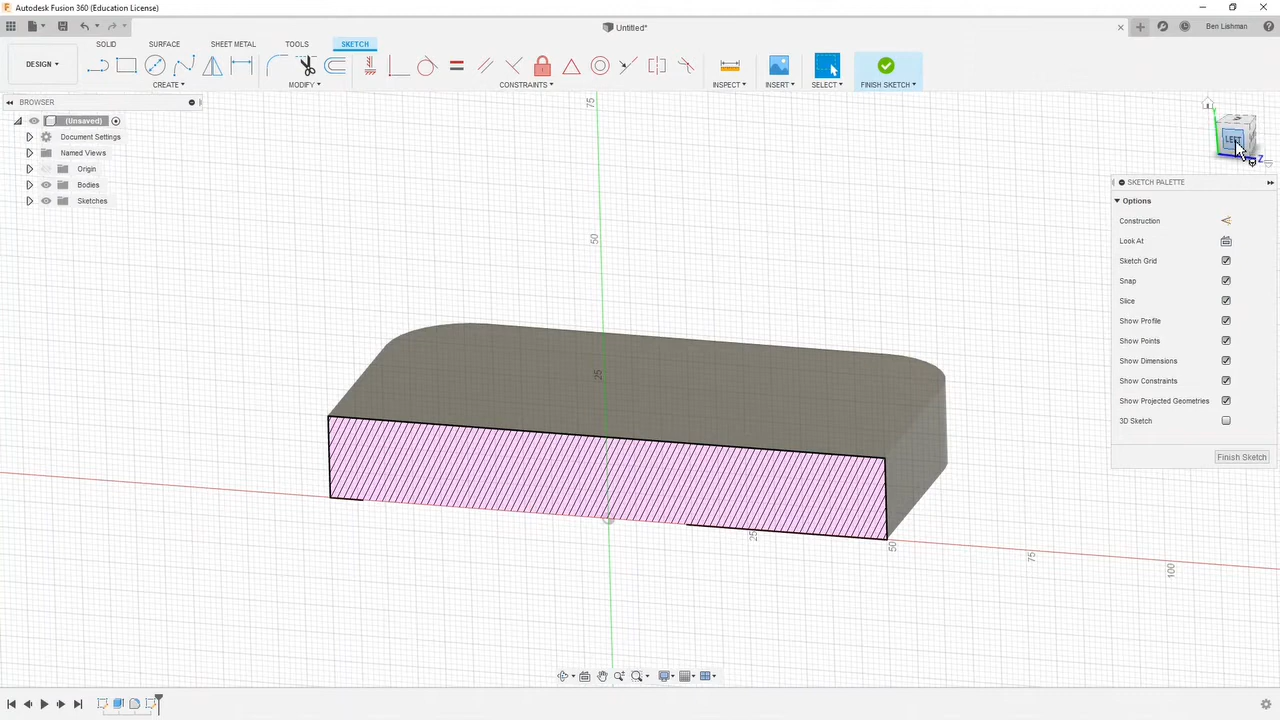 Autodesk Fusion 360 (Education License)
Untitled*
Ben Lishman
SOLID SURFACE SHEET METAL TOOLS SKETCH
DESIGN
CREATE MODIFY CONSTRAINTS INSPECT INSERT SELECT FINISH SKETCH
BROWSER
(Unsaved)
Document Settings
Named Views
Origin
Bodies
Sketches
75
50
25
25
50
75
100
LEFT
Z
SKETCH PALETTE
Options
Construction
Look At
Sketch Grid
Snap
Slice
Show Profile
Show Points
Show Dimensions
Show Constraints
Show Projected Geometries
3D Sketch
Finish Sketch